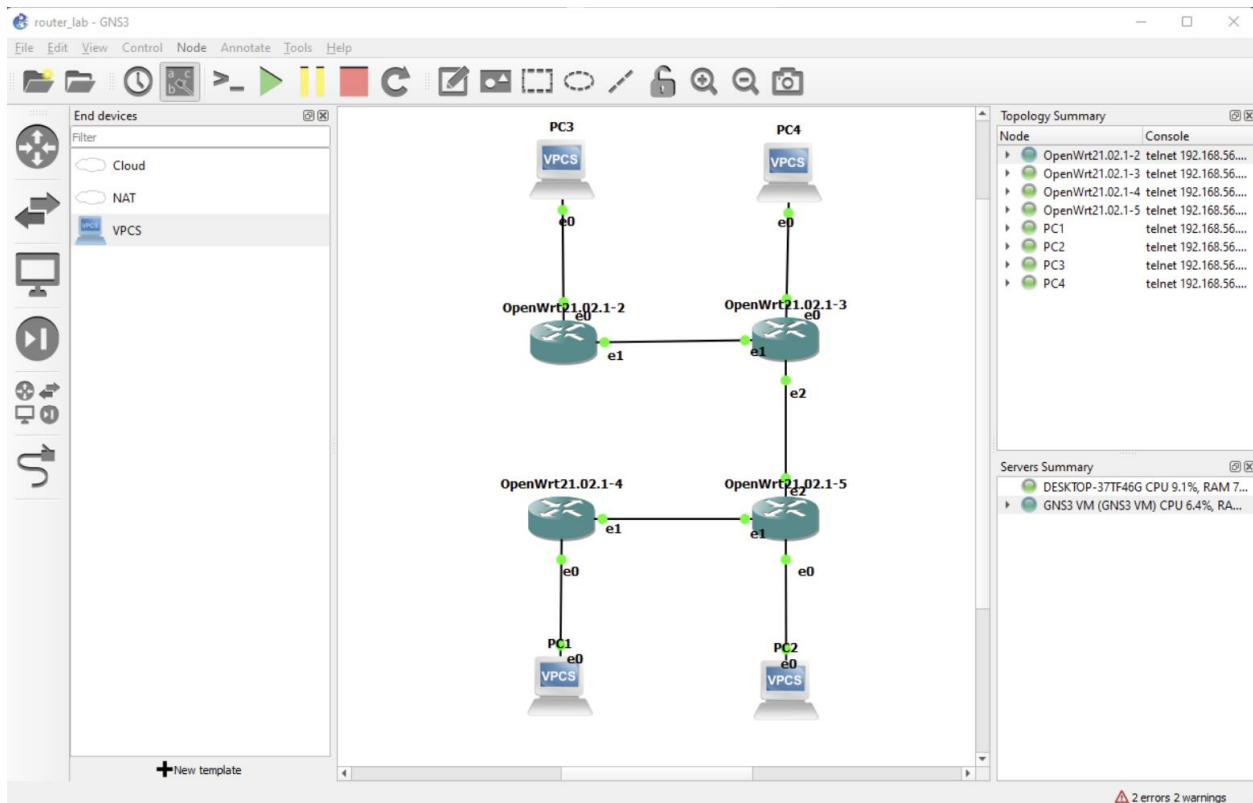 router_lab - GNS3
File Edit View Control Node Annotate Tools Help
End devices
Filter
Cloud
NAT
VPCS
New template
PC3
VPCS
e0
PC4
VPCS
e0
OpenWrt21.02.1-2
e0
e1
OpenWrt21.02.1-3
e0
e1
e2
OpenWrt21.02.1-4
e1
e0
OpenWrt21.02.1-5
e2
e1
e0
PC1
e0
VPCS
PC2
e0
VPCS
Topology Summary
Node Console
OpenWrt21.02.1-2 telnet 192.168.56....
OpenWrt21.02.1-3 telnet 192.168.56....
OpenWrt21.02.1-4 telnet 192.168.56....
OpenWrt21.02.1-5 telnet 192.168.56....
PC1 telnet 192.168.56....
PC2 telnet 192.168.56....
PC3 telnet 192.168.56....
PC4 telnet 192.168.56....
Servers Summary
DESKTOP-37TF46G CPU 9.1%, RAM 7...
GNS3 VM (GNS3 VM) CPU 6.4%, RA...
2 errors 2 warnings